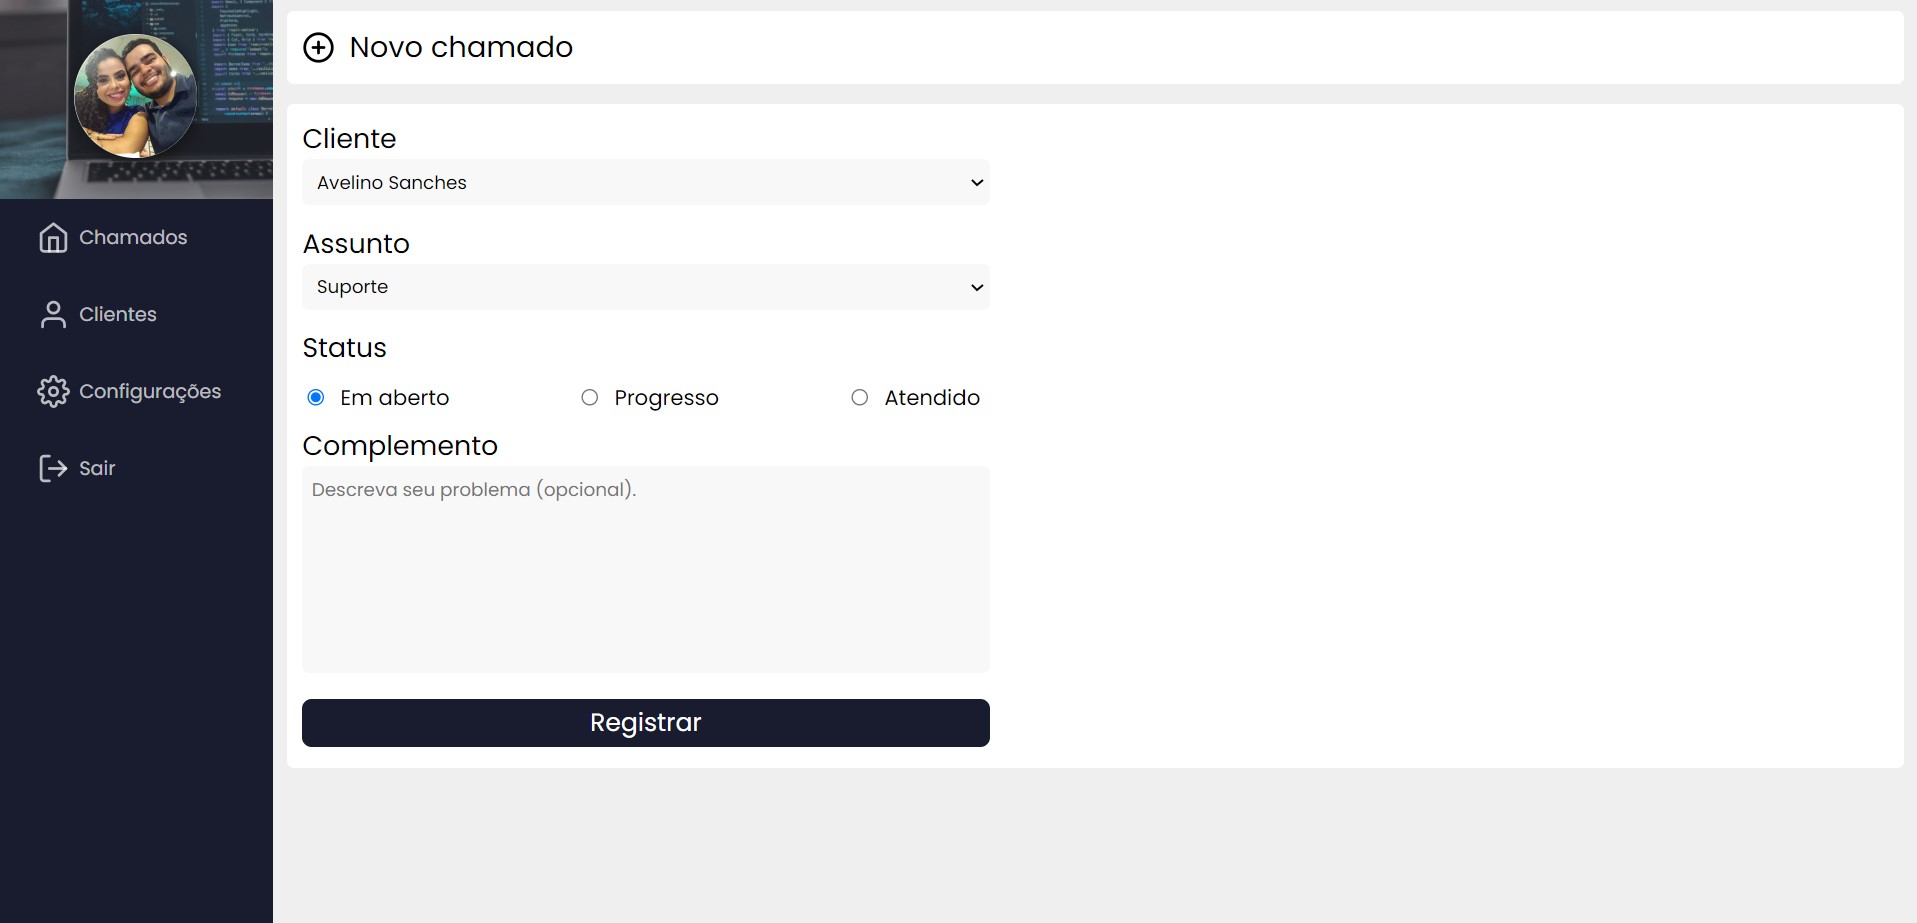 Novo chamado
Chamados
Clientes
Configurações
Sair
Cliente
Avelino Sanches
Assunto
Suporte
Status
Em aberto
Progresso
Atendido
Complemento
Descreva seu problema (opcional).
Registrar